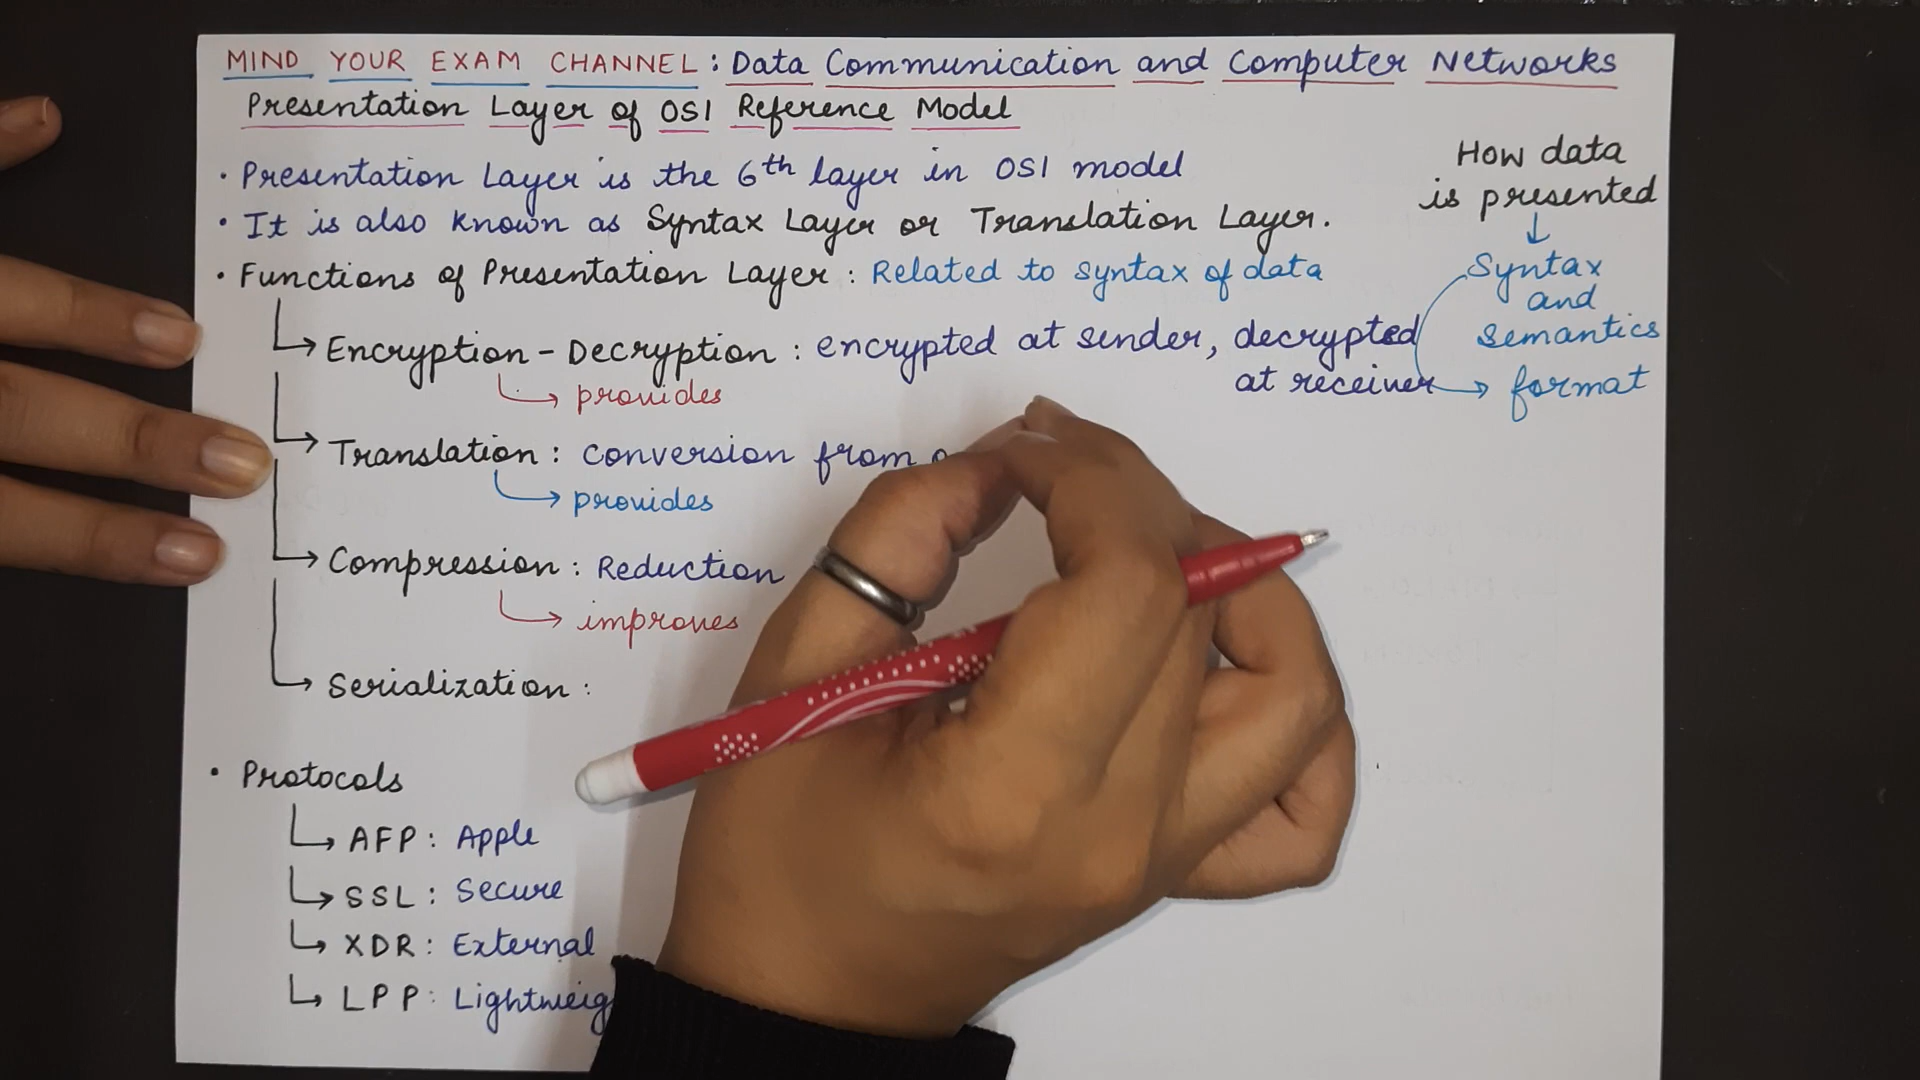 MIND YOUR EXAM CHANNEL : Data Communication and Computer Networks
Presentation Layer of OSI Reference Model
• Presentation Layer is the 6th layer in OSI model
• It is also known as Syntax Layer or Translation Layer.
• Functions of Presentation Layer : Related to syntax of data
Encryption - Decryption : encrypted at sender, decrypted
at receiver
provides
Translation : conversion from
provides
Compression : Reduction
improves
Serialization :
• Protocols
AFP : Apple
SSL : Secure
XDR : External
LPP : Lightweig
How data
is presented
Syntax
and
semantics
format